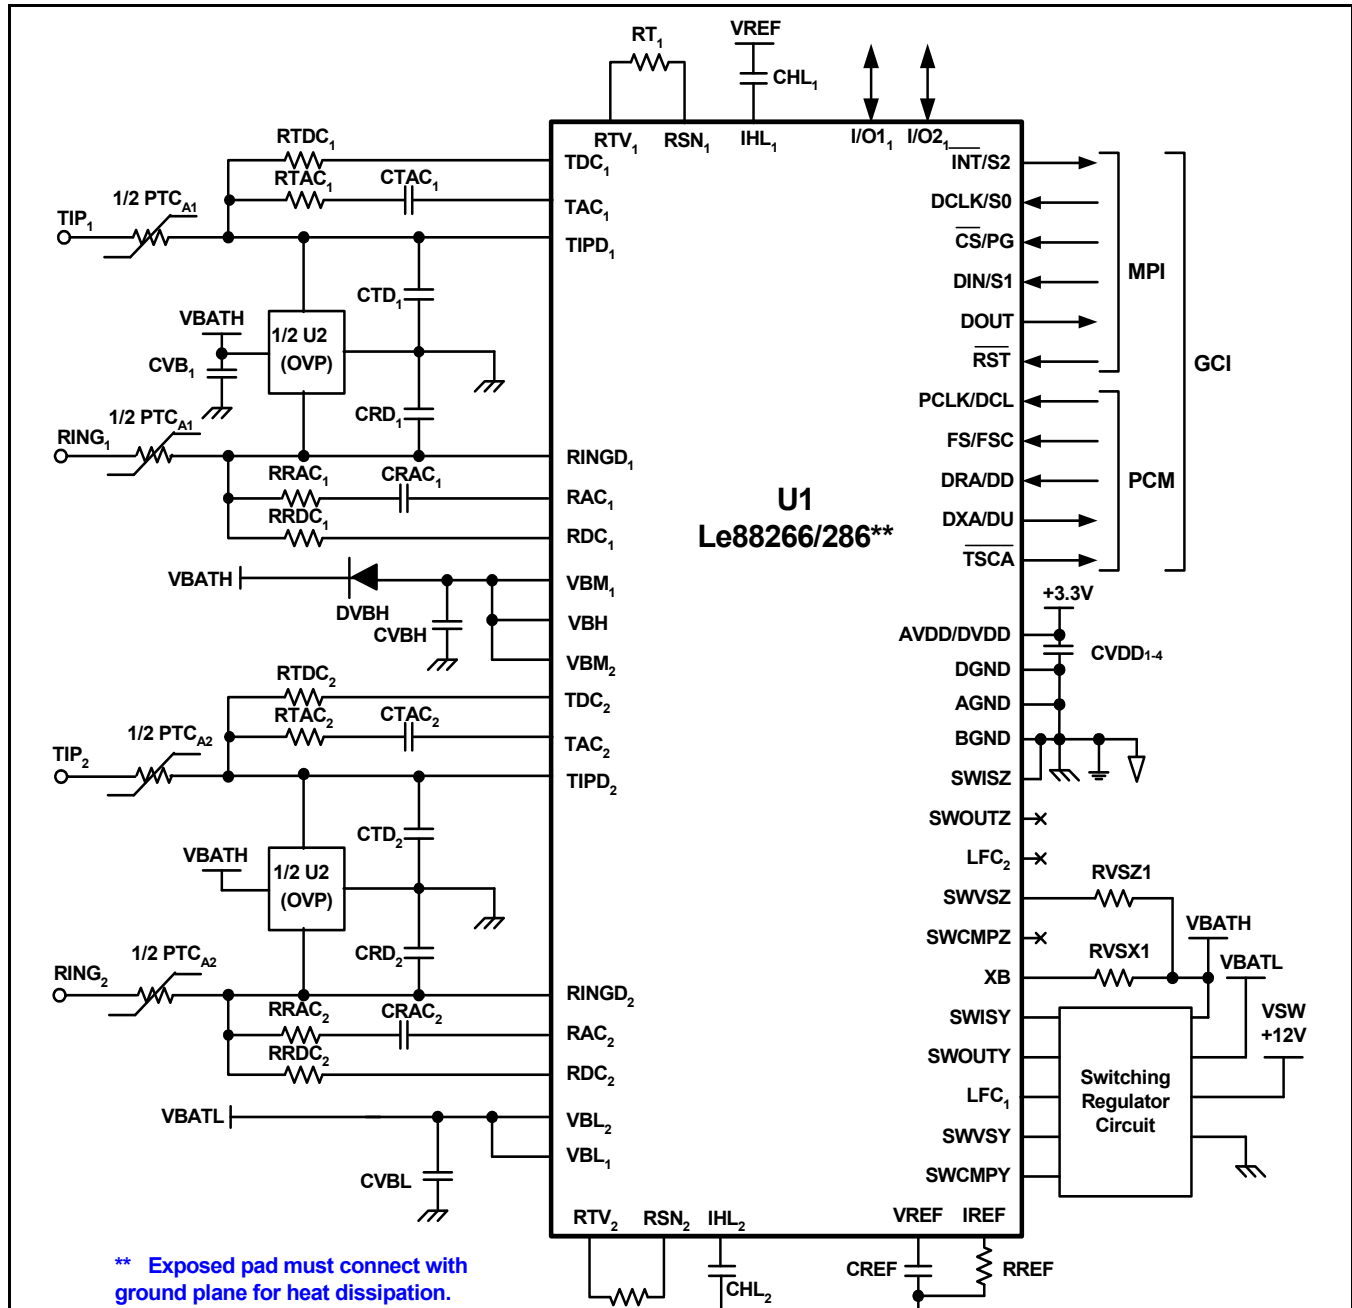 RT1
VREF
CHL1
RTV1
RSN1
IHL1
I/O11
I/O21
RTDC1
TDC1
RTAC1
CTAC1
TAC1
1/2 PTCA1
TIP1
TIPD1
CTD1
VBATH
1/2 U2
(OVP)
CVB1
CRD1
1/2 PTCA1
RING1
RINGD1
RRAC1
CRAC1
RAC1
RRDC1
RDC1
VBATH
DVBH
CVBH
VBM1
VBH
VBM2
RTDC2
TDC2
RTAC2
CTAC2
TAC2
1/2 PTCA2
TIP2
TIPD2
CTD2
VBATH
1/2 U2
(OVP)
CRD2
1/2 PTCA2
RING2
RINGD2
RRAC2
CRAC2
RAC2
RRDC2
RDC2
VBATL
VBL2
VBL1
CVBL
U1
Le88266/286**
INT/S2
DCLK/S0
CS/PG
DIN/S1
DOUT
RST
MPI
GCI
PCLK/DCL
FS/FSC
DRA/DD
DXA/DU
TSCA
PCM
+3.3V
AVDD/DVDD
CVDD1-4
DGND
AGND
BGND
SWISZ
SWOUTZ
LFC2
SWVSZ
RVSZ1
SWCMPZ
VBATH
XB
RVSX1
VBATL
SWISY
VSW
+12V
SWOUTY
LFC1
SWVSY
SWCMPY
Switching
Regulator
Circuit
RTV2
RSN2
IHL2
VREF
IREF
CHL2
CREF
RREF
** Exposed pad must connect with
ground plane for heat dissipation.